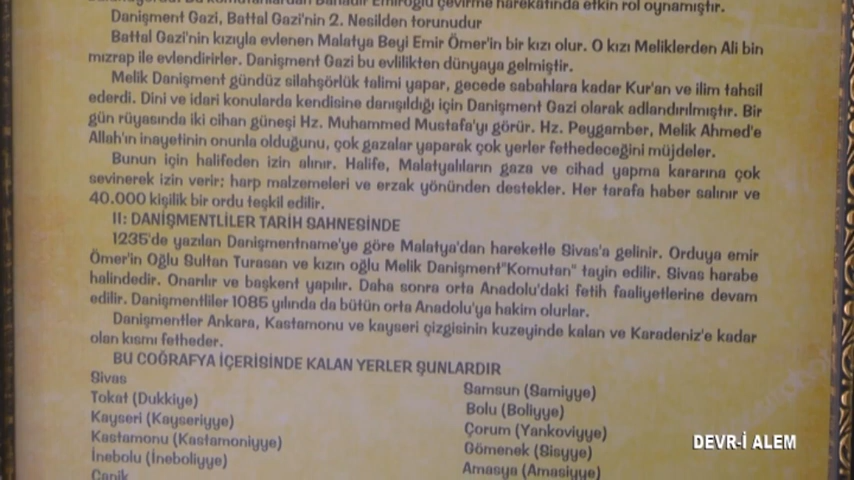 Bu komutanlardan Bahadır Emiroğlu çevirme harekatında etkin rol oynamıştır.
Danişment Gazi, Battal Gazi'nin 2. Nesilden torunudur
Battal Gazi'nin kızıyla evlenen Malatya Beyi Emir Ömer'in bir kızı olur. O kızı Meliklerden Ali bin
mızrap ile evlendirirler. Danişment Gazi bu evlilikten dünyaya gelmiştir.
Melik Danişment gündüz silahşörlük talimi yapar, gecede sabahlara kadar Kur'an ve ilim tahsil
ederdi. Dini ve idari konularda kendisine danışıldığı için Danişment Gazi olarak adlandırılmıştır. Bir
gün rüyasında iki cihan güneşi Hz. Muhammed Mustafa'yı görür. Hz. Peygamber, Melik Ahmed'e
Allah'ın inayetinin onunla olduğunu, çok gazalar yaparak çok yerler fethedeceğini müjdeler.
Bunun için halifeden izin alınır. Halife, Malatyalıların gaza ve cihad yapma kararına çok
sevinerek izin verir; harp malzemeleri ve erzak yönünden destekler. Her tarafa haber salınır ve
40.000 kişilik bir ordu teşkil edilir.
II: DANİŞMENTLİLER TARİH SAHNESİNDE
1235'de yazılan Danişmentname'ye göre Malatya'dan hareketle Sivas'a gelinir. Orduya emir
Ömer'in Oğlu Sultan Turasan ve kızın oğlu Melik Danişment"Komutan" tayin edilir. Sivas harabe
halindedir. Onarılır ve başkent yapılır. Daha sonra orta Anadolu'daki fetih faaliyetlerine devam
edilir. Danişmentliler 1085 yılında da bütün orta Anadolu'ya hakim olurlar.
Danişmentler Ankara, Kastamonu ve kayseri çizgisinin kuzeyinde kalan ve Karadeniz'e kadar
olan kısmı fetheder.
BU COĞRAFYA İÇERİSİNDE KALAN YERLER ŞUNLARDIR
Sivas
Tokat (Dukkiye)
Kayseri (Kayseriyye)
Kastamonu (Kastamoniyye)
İnebolu (İneboliyye)
Canik
Samsun (Samiyye)
Bolu (Boliyye)
Çorum (Yankoviyye)
Gömenek (Sisyye)
Amasya (Amasiyye)
DEVR-İ ALEM